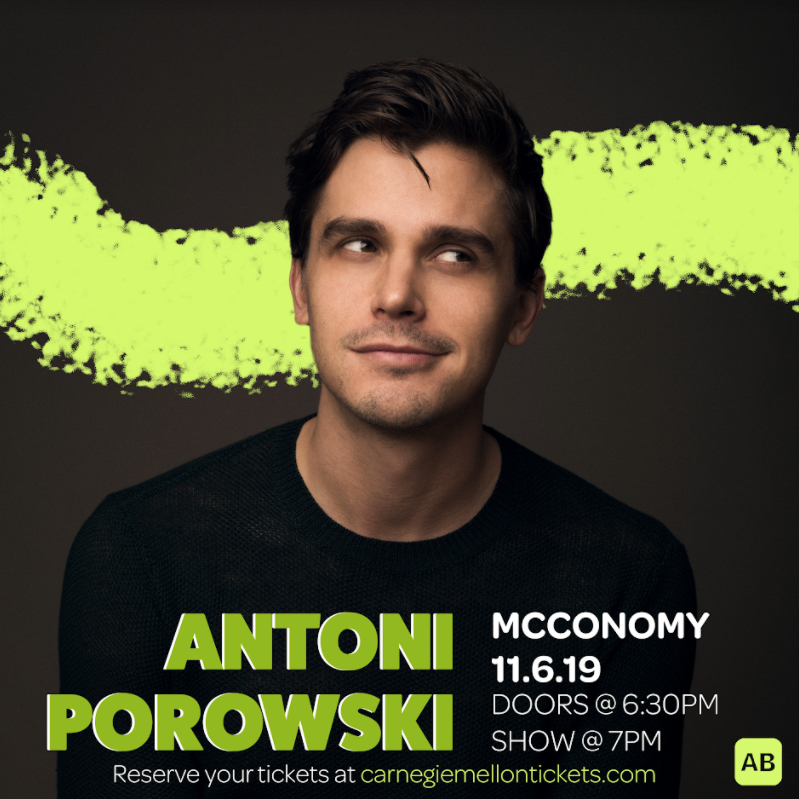 ANTONI
POROWSKI
MCCONOMY
11.6.19
DOORS @ 6:30PM
SHOW @ 7PM
Reserve your tickets at carnegiemellontickets.com
AB